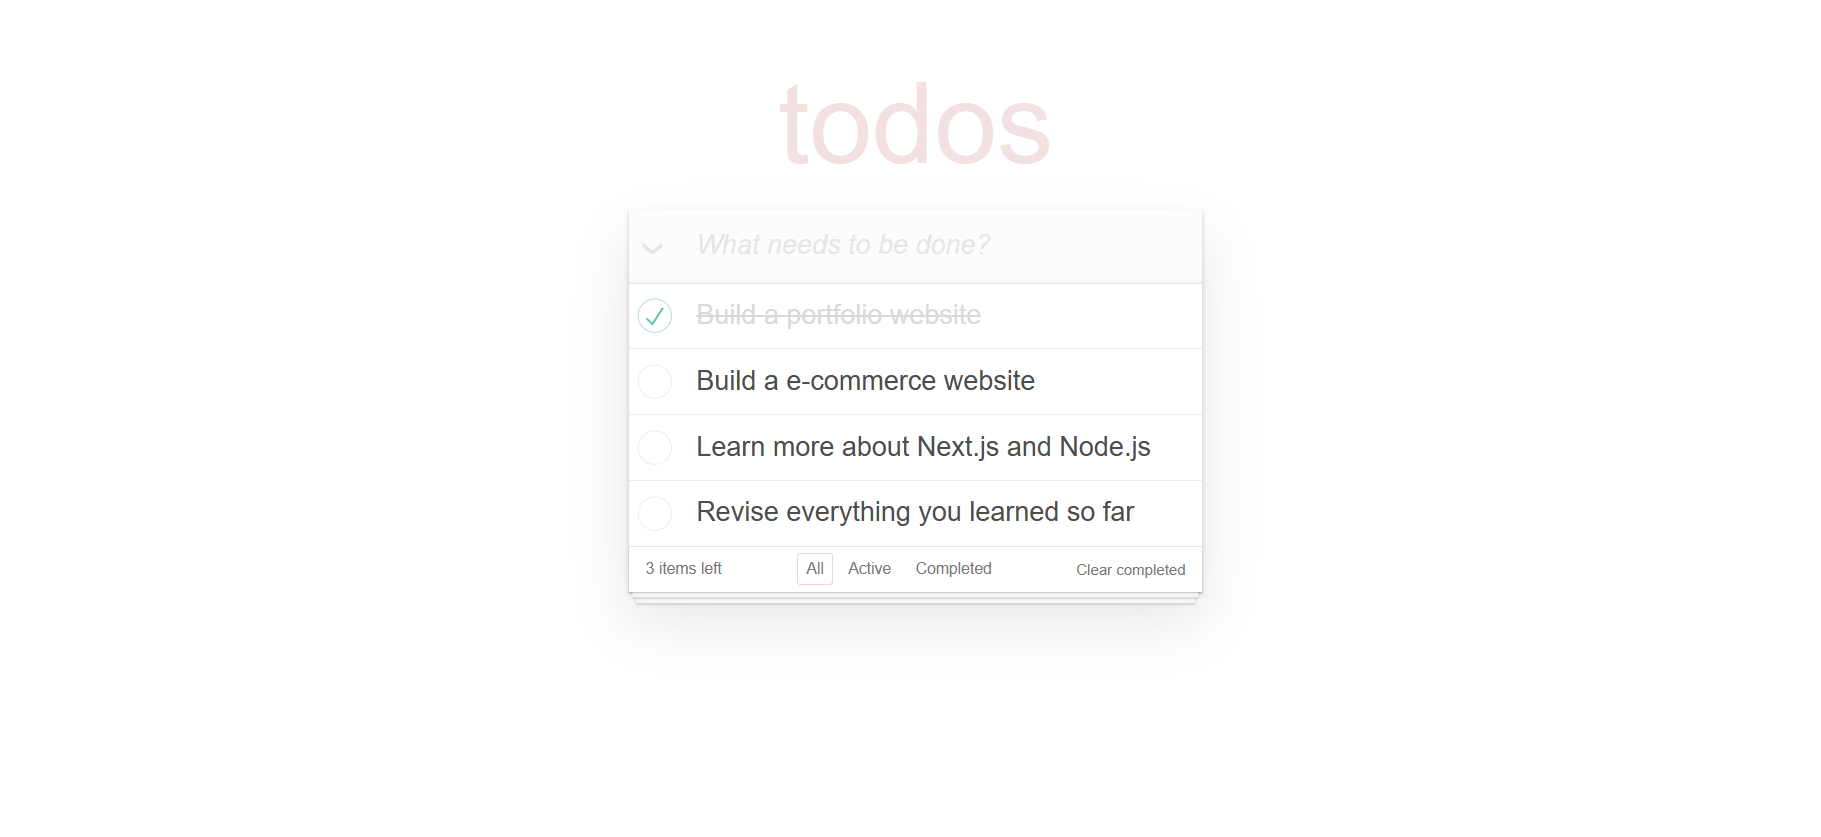 todos
What needs to be done?
Build a portfolio website
Build a e-commerce website
Learn more about Next.js and Node.js
Revise everything you learned so far
3 items left All Active Completed Clear completed